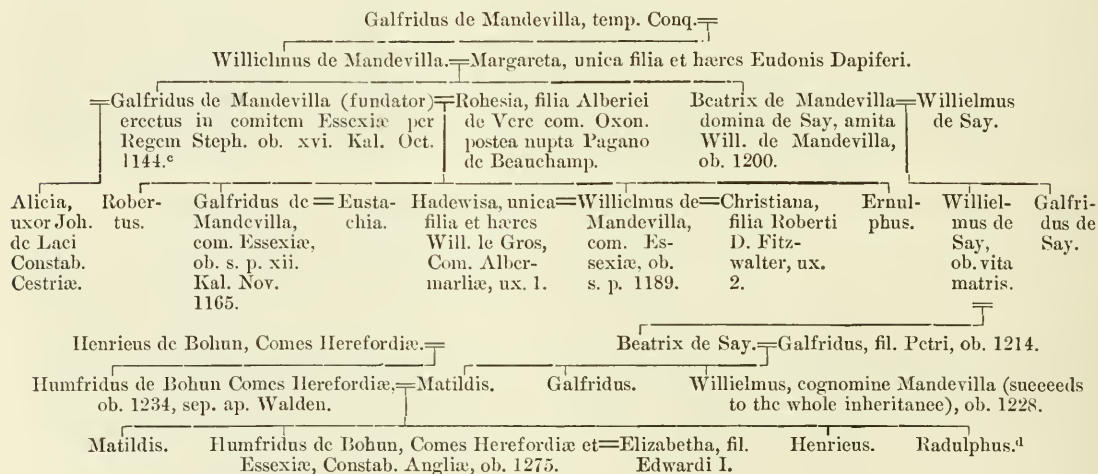 Galfridus de Mandevilla, temp. Conq.
Willielmus de Mandevilla.
Margareta, unica filia et hæres Eudonis Dapiferi.
Galfridus de Mandevilla (fundator)
erectus in comitem Essexiæ per
Regem Steph. ob. xvi. Kal. Oct.
1144.c
Rohesia, filia Alberici
de Vere com. Oxon.
postea nupta Pagano
de Beauchamp.
Beatrix de Mandevilla
domina de Say, amita
Will. de Mandevilla,
ob. 1200.
Willielmus
de Say.
Alicia,
uxor Joh.
de Laci
Constab.
Cestriæ.
Rober-
tus.
Galfridus de
Mandevilla,
com. Essexiæ,
ob. s. p. xii.
Kal. Nov.
1165.
Eusta-
chia.
Hadewisa, unica
filia et hæres
Will. le Gros,
Com. Alber-
marliæ, ux. 1.
Willielmus de
Mandevilla,
com. Es-
sexiæ, ob.
s. p. 1189.
Christiana,
filia Roberti
D. Fitz-
walter, ux.
2.
Ernul-
phus.
Williel-
mus de
Say,
ob. vita
matris.
Galfri-
dus de
Say.
Henricus de Bohun, Comes Herefordiæ.
Beatrix de Say.
Galfridus, fil. Petri, ob. 1214.
Humfridus de Bohun Comes Herefordiæ,
ob. 1234, sep. ap. Walden.
Matildis.
Galfridus.
Willielmus, cognomine Mandevilla (succeeds
to the whole inheritance), ob. 1228.
Matildis.
Humfridus de Bohun, Comes Herefordiæ et
Essexiæ, Constab. Angliæ, ob. 1275.
Elizabetha, fil.
Edwardi I.
Henricus.
Radulphus.d